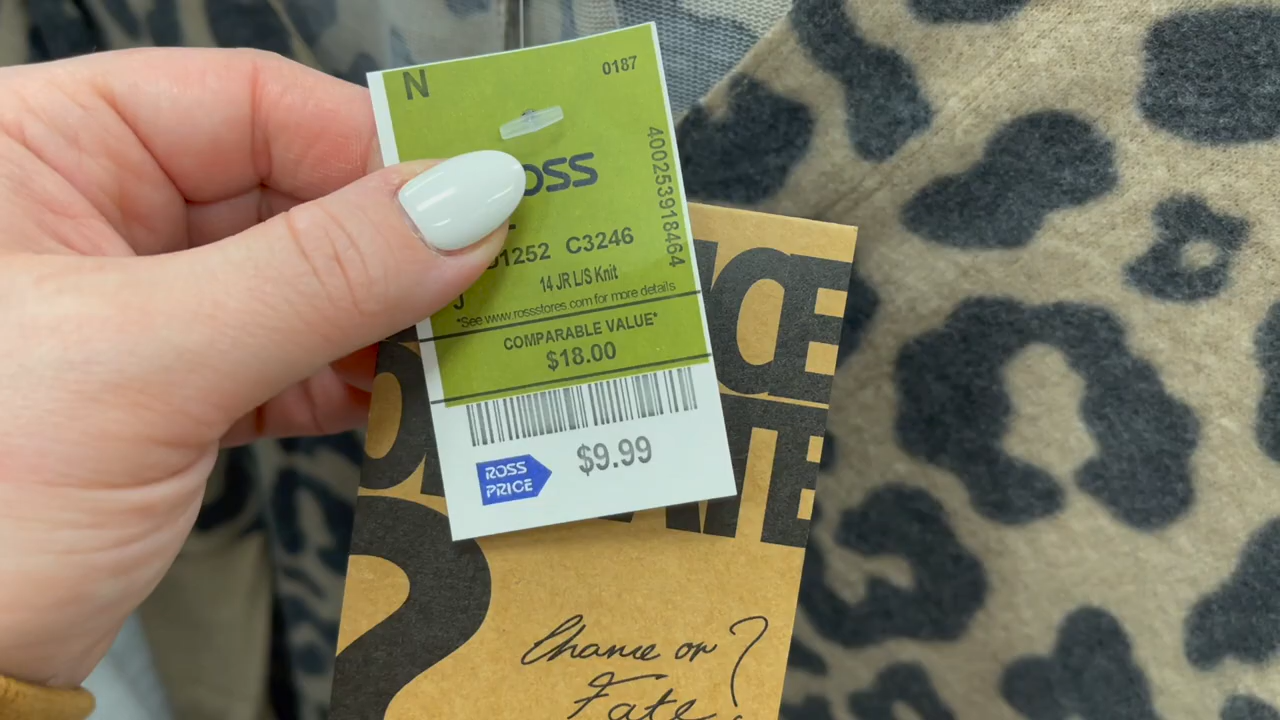 N
0187
OSS
400253918464
1252 C3246
14 JR L/S Knit
J
*See www.rossstores.com for more details
COMPARABLE VALUE*
$18.00
$9.99
ROSS
PRICE
Chance or
Fate?